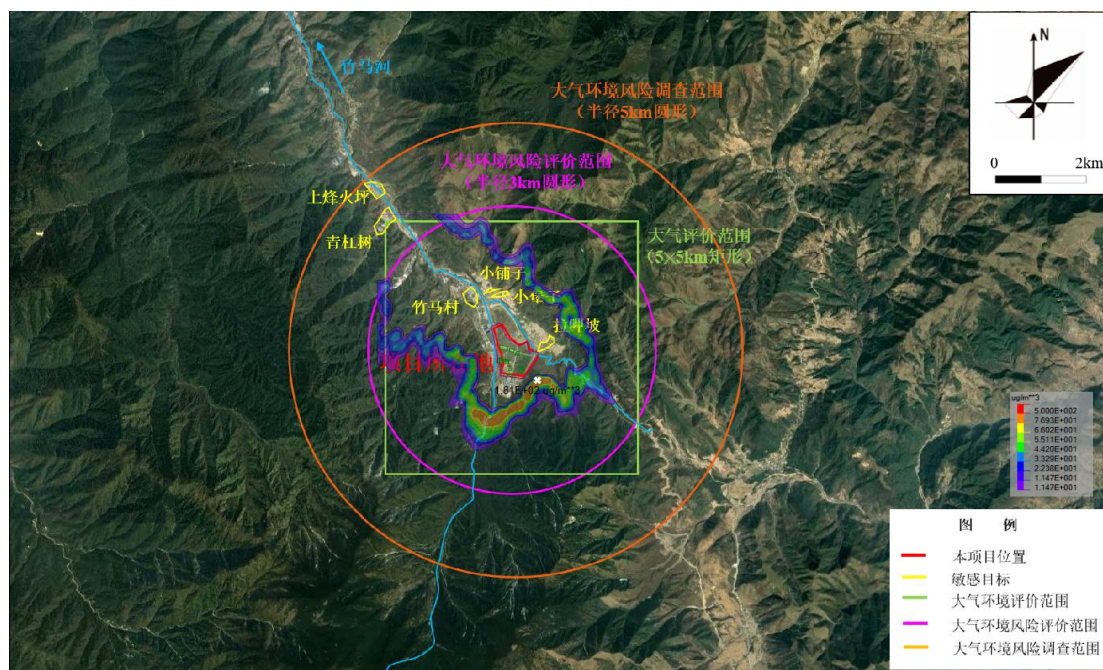 竹马河
大气环境风险调查范围
（半径5km圆形）
N
0
2km
大气环境风险评价范围
（半径3km圆形）
上烽火坪
青杠树
大气评价范围
（5×5km矩形）
小铺子
竹马村
1.81E+02 ug/m**3
ug/m**3
5.000E+002
7.693E+001
6.602E+001
5.511E+001
4.420E+001
3.329E+001
2.238E+001
1.147E+001
1.147E+001
图 例
本项目位置
敏感目标
大气环境评价范围
大气环境风险评价范围
大气环境风险调查范围